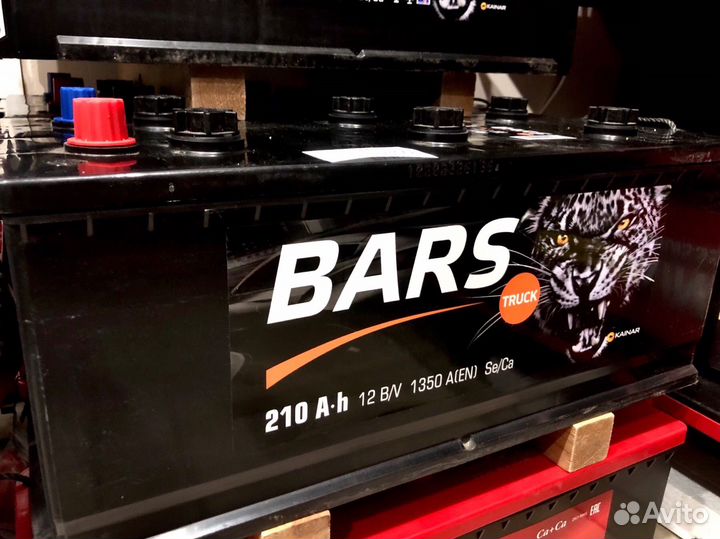 KAINAR
BARS
TRUCK
KAINAR
210 A·h 12 B/V 1350 A(EN) Se/Ca
Ca+Ca
EAC
Avito